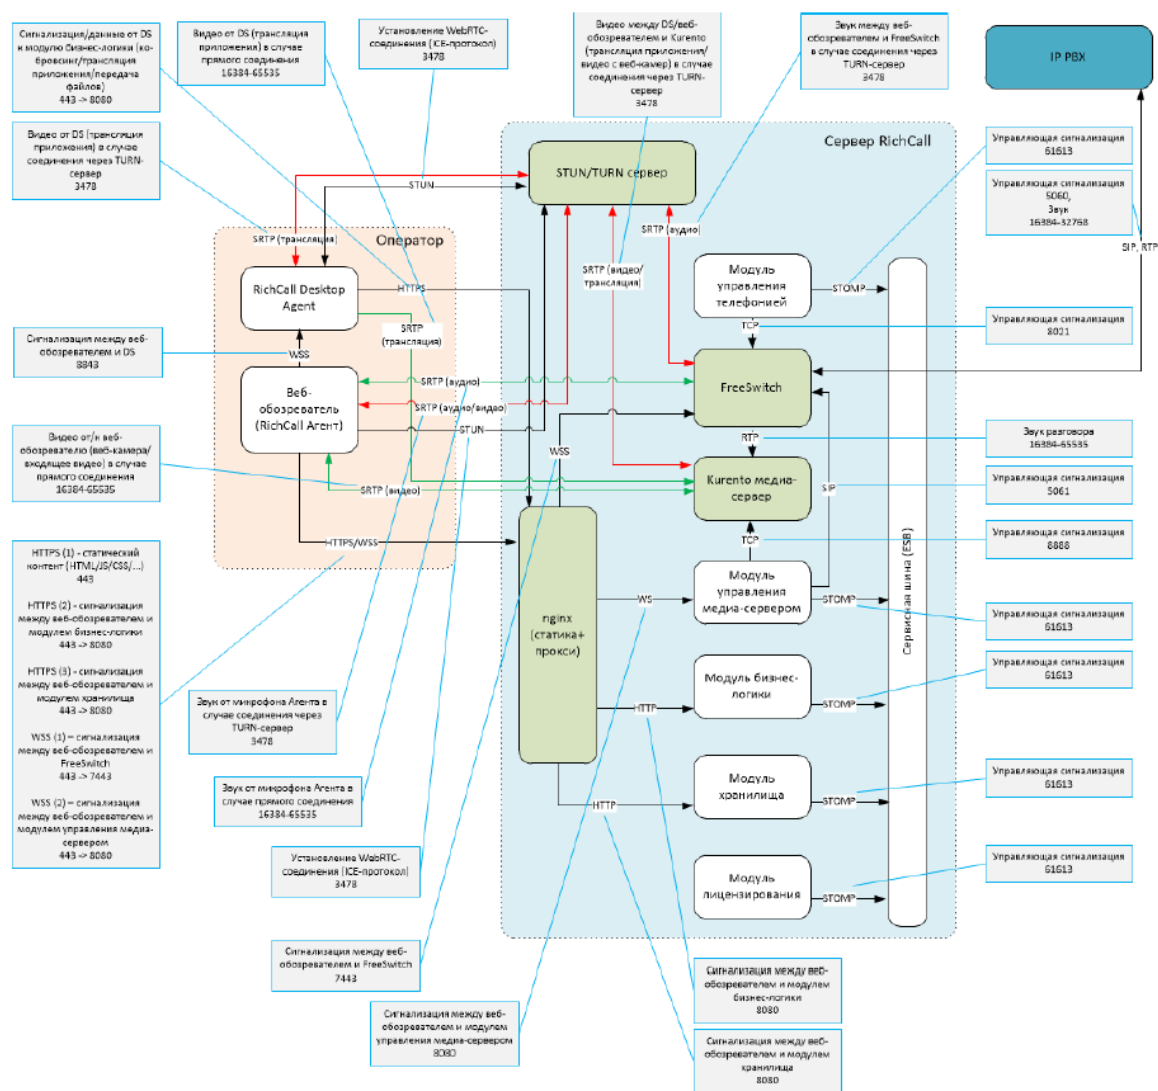 Сигнализация/данные от DS
к модулю бизнес-логики (ко-
бровсинг/трансляция
приложения/передача
файлов)
443 -> 8080
Видео от DS (трансляция
приложения) в случае
прямого соединения
16384-65535
Установление WebRTC-
соединения (ICE-протокол)
3478
Видео между DS/веб-
обозревателем и Kurento
(трансляция приложения/
видео с веб-камер) в случае
соединения через TURN-
сервер
3478
Звук между веб-
обозревателем и FreeSwitch
в случае соединения через
TURN-сервер
3478
IP PBX
Видео от DS (трансляция
приложения) в случае
соединения через TURN-
сервер
3478
Сервер RichCall
Управляющая сигнализация
61613
STUN/TURN сервер
STUN
Управляющая сигнализация
5060,
Звук
16384-32768
SRTP (трансляция)
Оператор
SRTP (аудио)
SIP, RTP
RichCall Desktop
Agent
HTTPS
SRTP (видео/
трансляция)
Модуль
управления
телефонией
STOMP
TCP
Управляющая сигнализация
8021
SRTP
(трансляция)
Сигнализация между веб-
обозревателем и DS
8843
WSS
Веб-
обозреватель
(RichCall Агент)
SRTP (аудио)
SRTP (аудио/видео)
STUN
FreeSwitch
WSS
RTP
Звук разговора
16384-65535
Видео от/к веб-
обозревателю (веб-камера/
входящее видео) в случае
прямого соединения
16384-65535
SRTP (видео)
Kurento медиа-
сервер
SIP
Управляющая сигнализация
5061
HTTPS/WSS
TCP
Управляющая сигнализация
8888
HTTPS (1) - статический
контент (HTML/JS/CSS/...)
443
HTTPS (2) - сигнализация
между веб-обозревателем и
модулем бизнес-логики
443 -> 8080
HTTPS (3) - сигнализация
между веб-обозревателем и
модулем хранилища
443 -> 8080
WSS (1) – сигнализация
между веб-обозревателем и
FreeSwitch
443 -> 7443
WSS (2) – сигнализация
между веб-обозревателем и
модулем управления медиа-
сервером
443 -> 8080
nginx
(статика+
прокси)
WS
Модуль
управления
медиа-сервером
STOMP
Сервисная шина (ESB)
Управляющая сигнализация
61613
Модуль бизнес-
логики
HTTP
STOMP
Управляющая сигнализация
61613
Звук от микрофона Агента в
случае соединения через
TURN-сервер
3478
Звук от микрофона Агента в
случае прямого соединения
16384-65535
Модуль
хранилища
HTTP
STOMP
Управляющая сигнализация
61613
Установление WebRTC-
соединения (ICE-протокол)
3478
Модуль
лицензирования
STOMP
Управляющая сигнализация
61613
Сигнализация между веб-
обозревателем и FreeSwitch
7443
Сигнализация между веб-
обозревателем и модулем
управления медиа-сервером
8080
Сигнализация между веб-
обозревателем и модулем
бизнес-логики
8080
Сигнализация между веб-
обозревателем и модулем
хранилища
8080